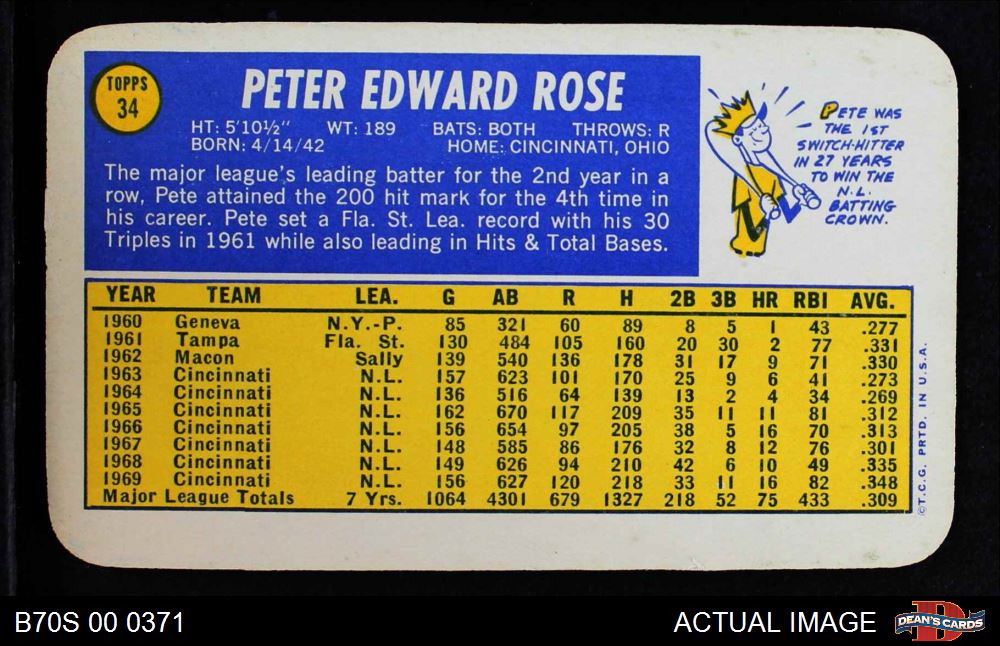 TOPPS
34
PETER EDWARD ROSE
HT: 5'10½" WT: 189 BATS: BOTH THROWS: R
BORN: 4/14/42 HOME: CINCINNATI, OHIO
The major league's leading batter for the 2nd year in a
row, Pete attained the 200 hit mark for the 4th time in
his career. Pete set a Fla. St. Lea. record with his 30
Triples in 1961 while also leading in Hits & Total Bases.
PETE WAS
THE 1ST
SWITCH-HITTER
IN 27 YEARS
TO WIN THE
N.L.
BATTING
CROWN.
YEAR TEAM LEA. G AB R H 2B 3B HR RBI AVG.
1960 Geneva N.Y.-P. 85 321 60 89 8 5 1 43 .277
1961 Tampa Fla. St. 130 484 105 160 20 30 2 77 .331
1962 Macon Sally 139 540 136 178 31 17 9 71 .330
1963 Cincinnati N.L. 157 623 101 170 25 9 6 41 .273
1964 Cincinnati N.L. 136 516 64 139 13 2 4 34 .269
1965 Cincinnati N.L. 162 670 117 209 35 11 11 81 .312
1966 Cincinnati N.L. 156 654 97 205 38 5 16 70 .313
1967 Cincinnati N.L. 148 585 86 176 32 8 12 76 .301
1968 Cincinnati N.L. 149 626 94 210 42 6 10 49 .335
1969 Cincinnati N.L. 156 627 120 218 33 11 16 82 .348
Major League Totals 7 Yrs. 1064 4301 679 1327 218 52 75 433 .309
©T.C.G. PRTD. IN U.S.A.
B70S 00 0371
ACTUAL IMAGE
D
DEAN'S CARDS